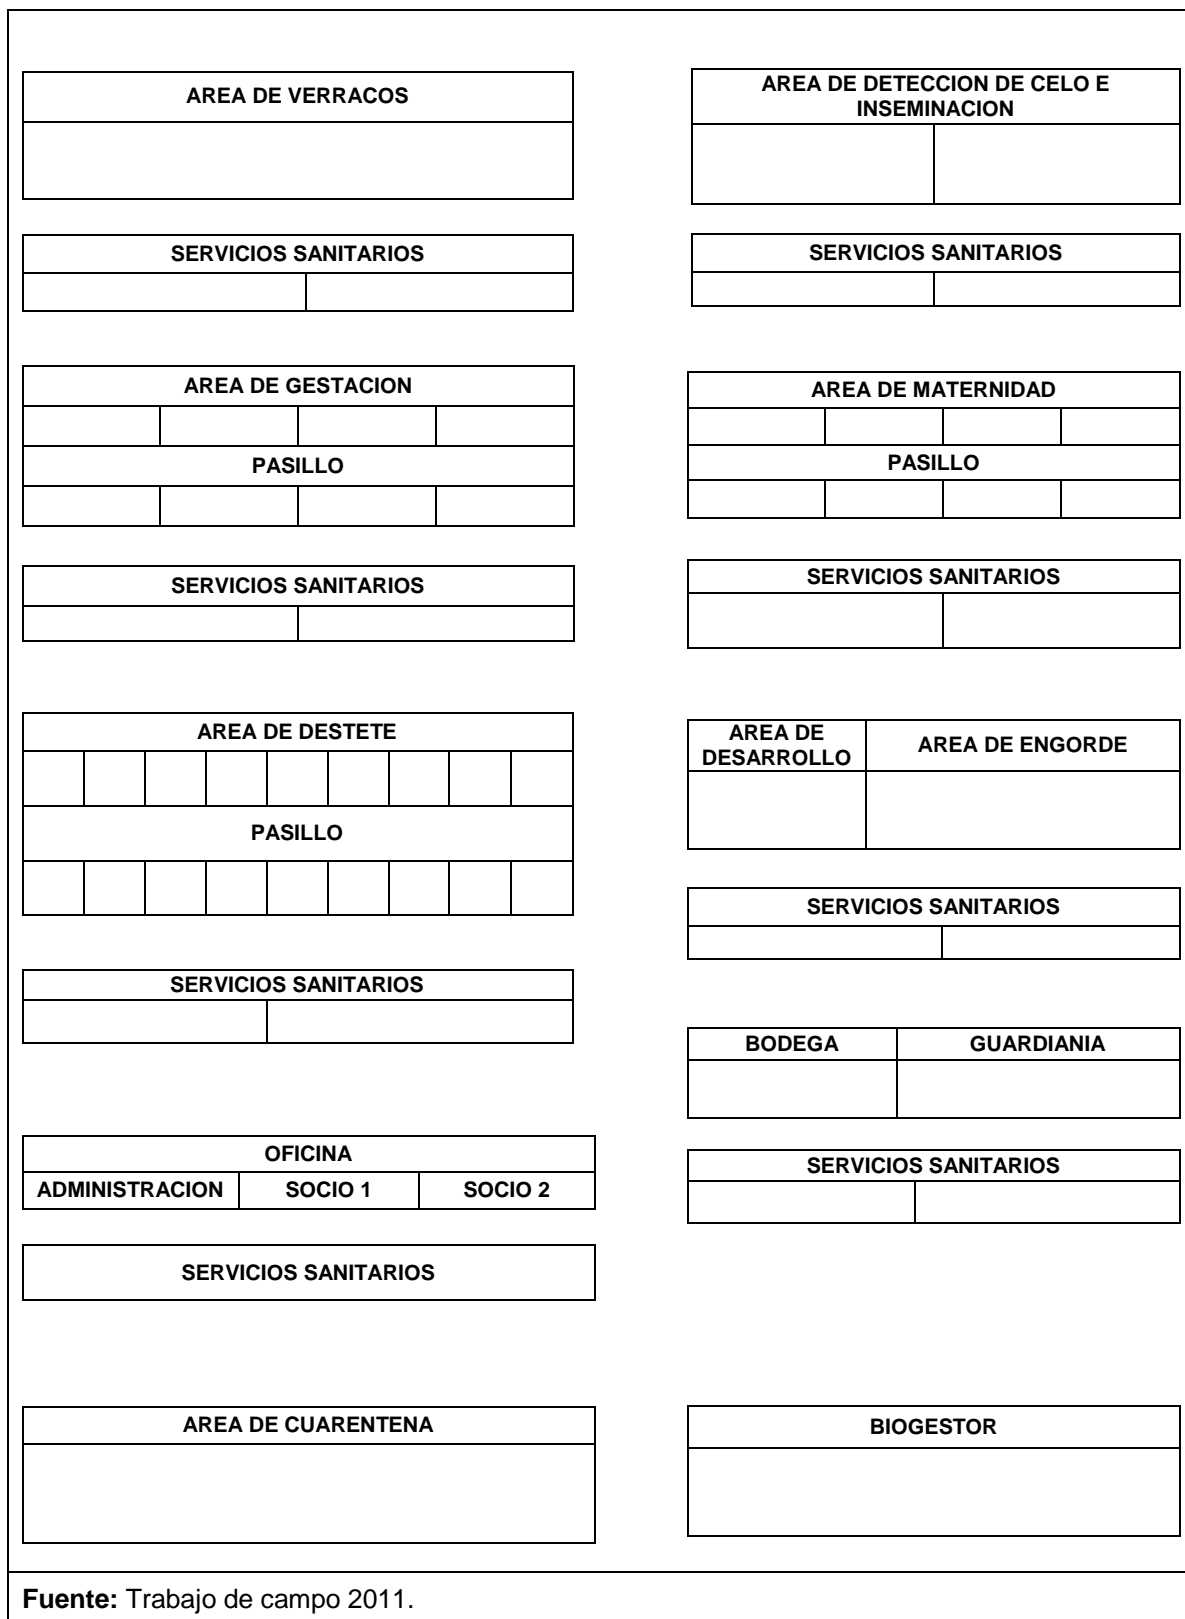 AREA DE VERRACOS
AREA DE DETECCION DE CELO E
INSEMINACION
SERVICIOS SANITARIOS
SERVICIOS SANITARIOS
AREA DE GESTACION
PASILLO
AREA DE MATERNIDAD
PASILLO
SERVICIOS SANITARIOS
SERVICIOS SANITARIOS
AREA DE DESTETE
PASILLO
AREA DE
DESARROLLO
AREA DE ENGORDE
SERVICIOS SANITARIOS
SERVICIOS SANITARIOS
BODEGA
GUARDIANIA
OFICINA
ADMINISTRACION
SOCIO 1
SOCIO 2
SERVICIOS SANITARIOS
SERVICIOS SANITARIOS
AREA DE CUARENTENA
BIOGESTOR
Fuente: Trabajo de campo 2011.